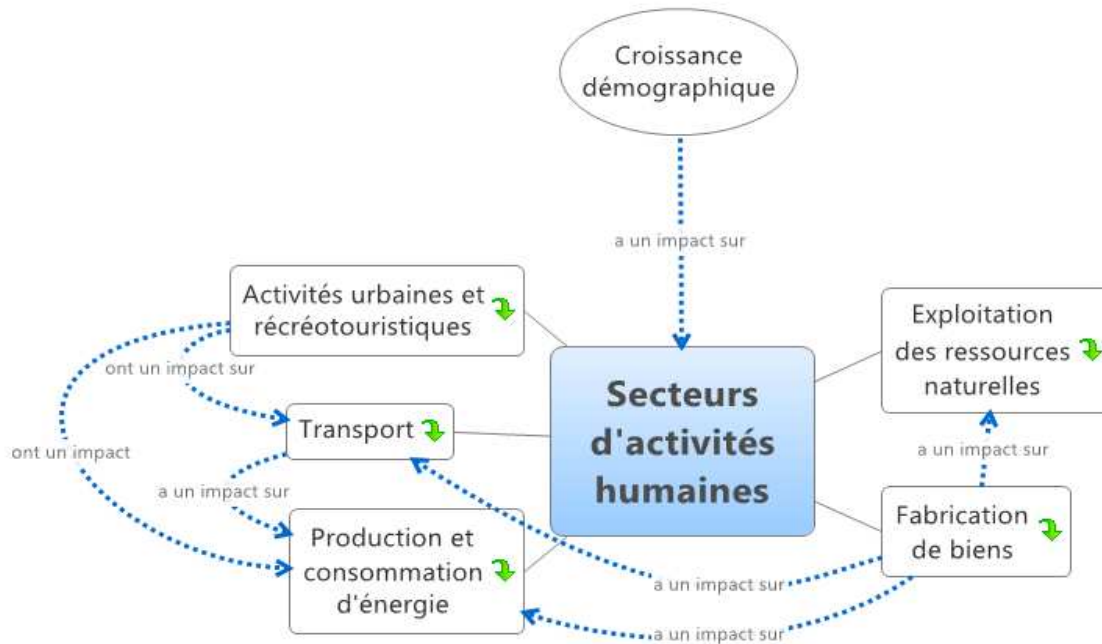 Croissance
démographique
a un impact sur
Activités urbaines et
récréotouristiques
ont un impact sur
Transport
ont un impact
a un impact sur
Production et
consommation
d'énergie
Secteurs
d'activités
humaines
Exploitation
des ressources
naturelles
a un impact sur
Fabrication
de biens
a un impact sur
a un impact sur